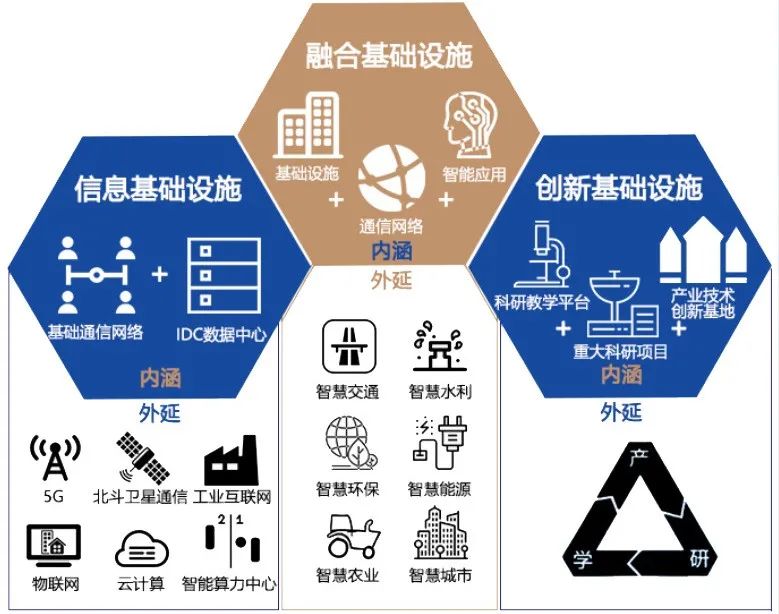 融合基础设施
基础设施
+
通信网络
+
智能应用
内涵
外延
智慧交通
智慧水利
智慧环保
智慧能源
智慧农业
智慧城市
信息基础设施
基础通信网络
+
IDC数据中心
内涵
外延
5G
北斗卫星通信
工业互联网
物联网
云计算
2 1
智能算力中心
创新基础设施
科研教学平台
+
重大科研项目
+
产业技术
创新基地
内涵
外延
产
学
研